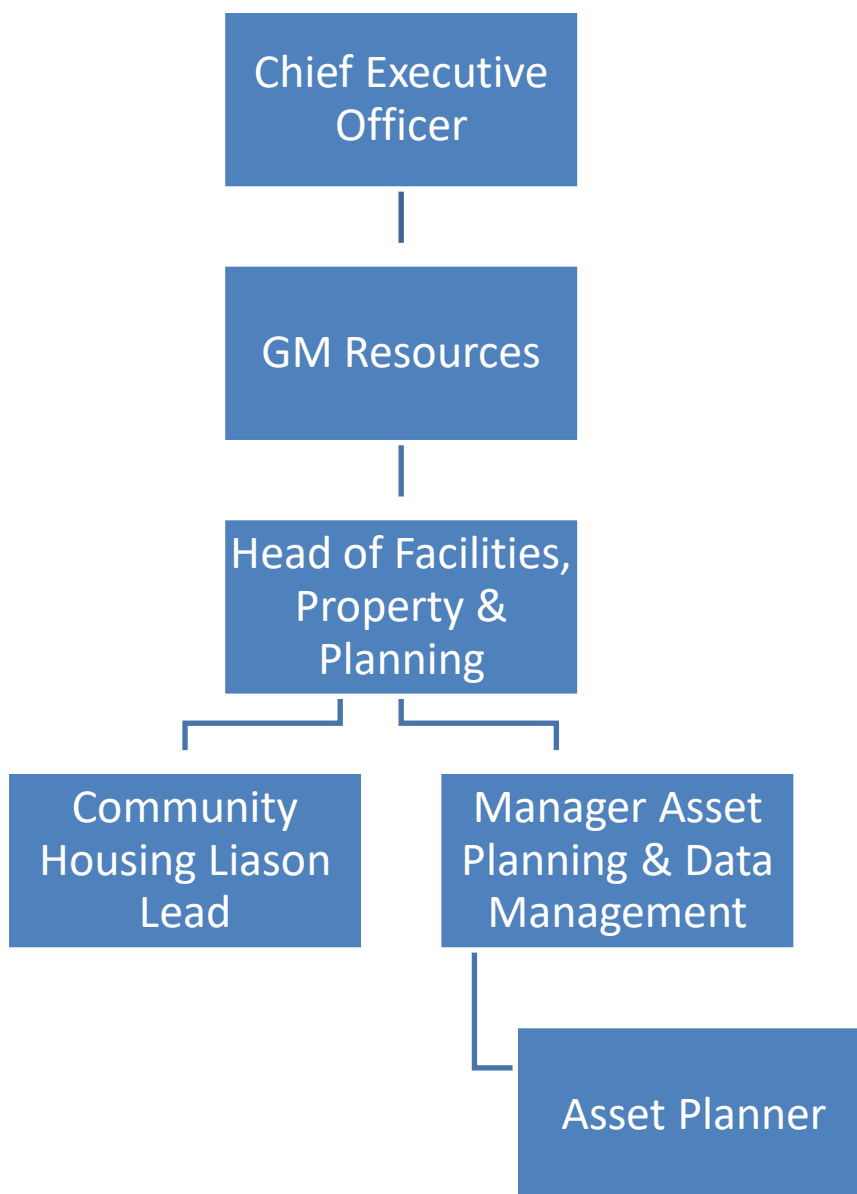 Chief Executive
Officer
GM Resources
Head of Facilities,
Property &
Planning
Community
Housing Liason
Lead
Manager Asset
Planning & Data
Management
Asset Planner